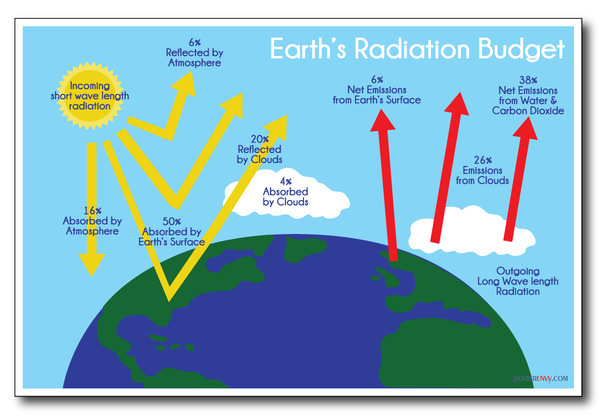 Earth's Radiation Budget
6%
Reflected by
Atmosphere
Incoming
short wave length
radiation
20%
Reflected
by Clouds
4%
Absorbed
by Clouds
16%
Absorbed by
Atmosphere
50%
Absorbed by
Earth's Surface
6%
Net Emissions
from Earth's Surface
38%
Net Emissions
from Water &
Carbon Dioxide
26%
Emissions
from Clouds
Outgoing
Long Wave length
Radiation
POSTERENVY.COM